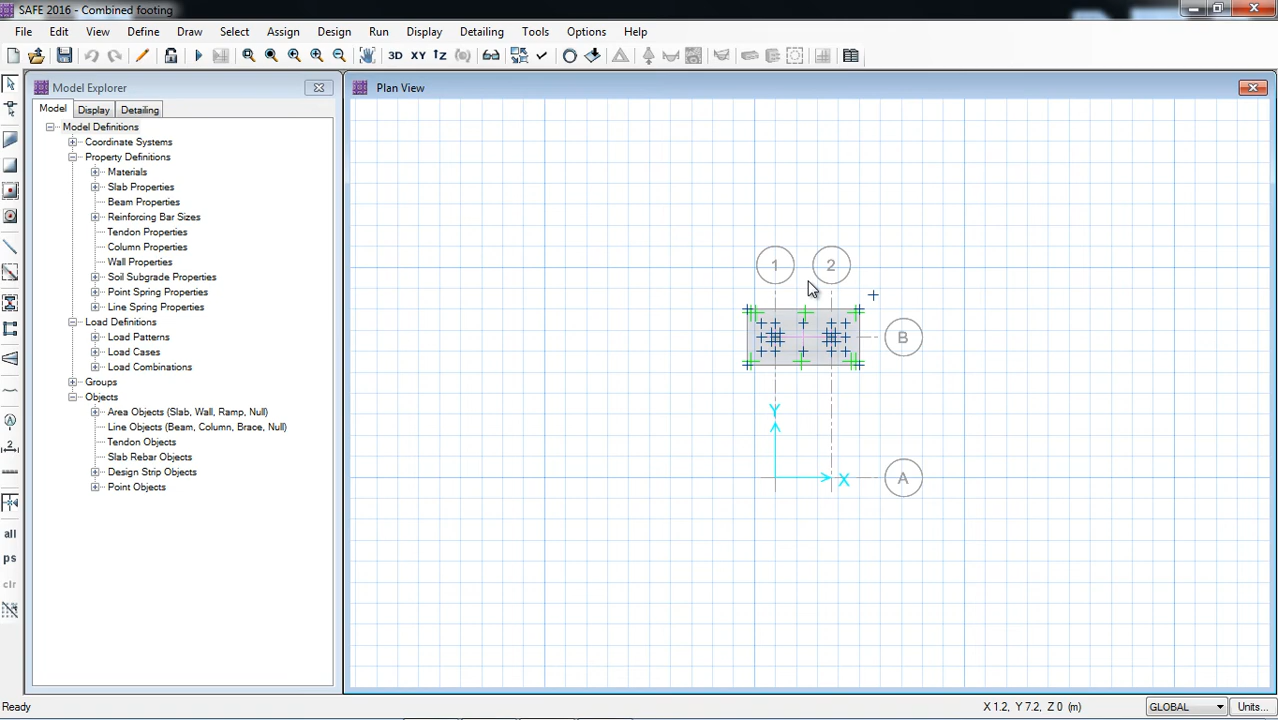 SAFE 2016 - Combined footing
File Edit View Define Draw Select Assign Design Run Display Detailing Tools Options Help
3D XY
Model Explorer
Plan View
Model Display Detailing
Model Definitions
Coordinate Systems
Property Definitions
Materials
Slab Properties
Beam Properties
Reinforcing Bar Sizes
Tendon Properties
Column Properties
Wall Properties
Soil Subgrade Properties
Point Spring Properties
Line Spring Properties
Load Definitions
Load Patterns
Load Cases
Load Combinations
Groups
Objects
Area Objects (Slab, Wall, Ramp, Null)
Line Objects (Beam, Column, Brace, Null)
Tendon Objects
Slab Rebar Objects
Design Strip Objects
Point Objects
1 2
B
Y
X
A
all
ps
clr
Ready
X 1.2, Y 7.2, Z 0 (m)
GLOBAL
Units...